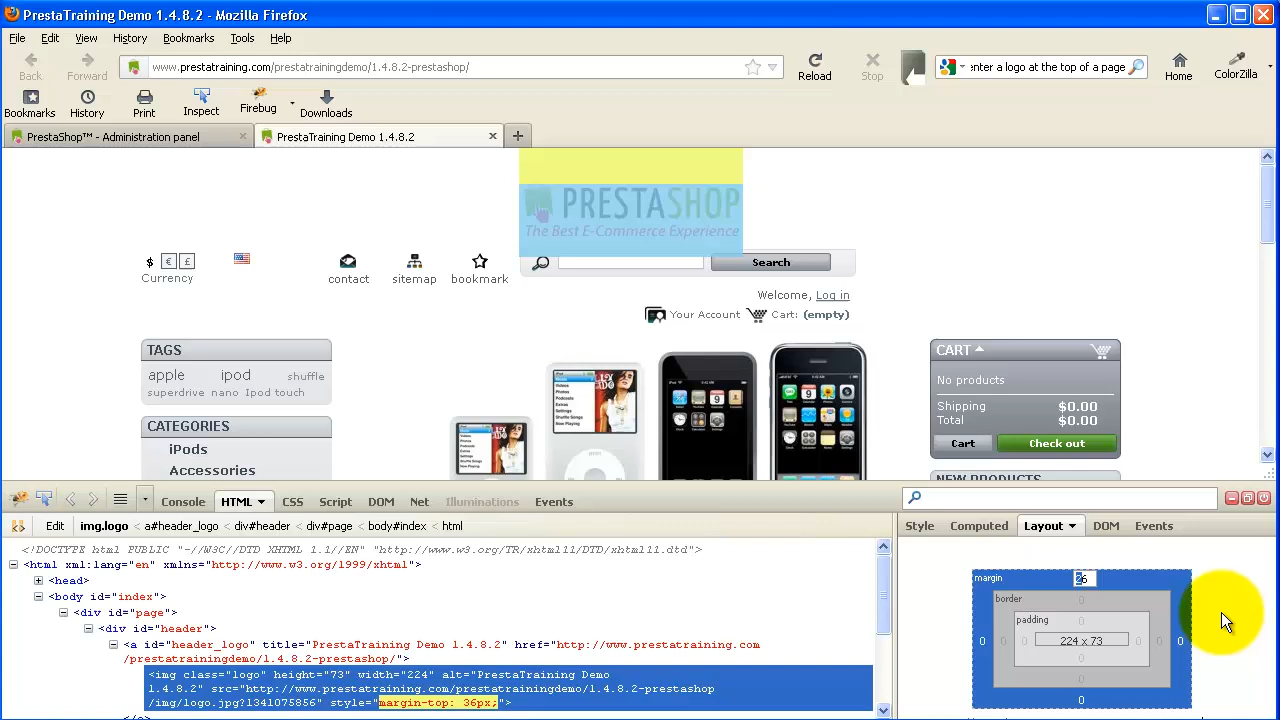 PrestaTraining Demo 1.4.8.2 - Mozilla Firefox
File Edit View History Bookmarks Tools Help
Back Forward www.prestatraining.com/prestatrainingdemo/1.4.8.2-prestashop/ Reload Stop enter a logo at the top of a page Home ColorZilla
Bookmarks History Print Inspect Firebug Downloads
PrestaShop™ - Administration panel PrestaTraining Demo 1.4.8.2
PRESTASHOP
The Best E-Commerce Experience
$ € £
Currency contact sitemap bookmark Search
Welcome, Log in
Your Account Cart: (empty)
TAGS
apple ipod shuffle
superdrive nano Ipod touch
CATEGORIES
iPods
Accessories
CART
No products
Shipping $0.00
Total $0.00
Cart Check out
NEW PRODUCTS
Console HTML CSS Script DOM Net Illuminations Events
Edit img.logo < a#header_logo < div#header < div#page < body#index < html
Style Computed Layout DOM Events
<!DOCTYPE html PUBLIC "-//W3C//DTD XHTML 1.1//EN" "http://www.w3.org/TR/xhtml11/DTD/xhtml11.dtd">
<html xml:lang="en" xmlns="http://www.w3.org/1999/xhtml">
<head>
<body id="index">
<div id="page">
<div id="header">
<a id="header_logo" title="PrestaTraining Demo 1.4.8.2" href="http://www.prestatraining.com
/prestatrainingdemo/1.4.8.2-prestashop/">
<img class="logo" height="73" width="224" alt="PrestaTraining Demo
1.4.8.2" src="http://www.prestatraining.com/prestatrainingdemo/1.4.8.2-prestashop
/img/logo.jpg?1341075856" style="margin-top: 36px;">
</a>
margin
border 0
padding 0
0 0 0 224 x 73 0 0 0
0
0
0